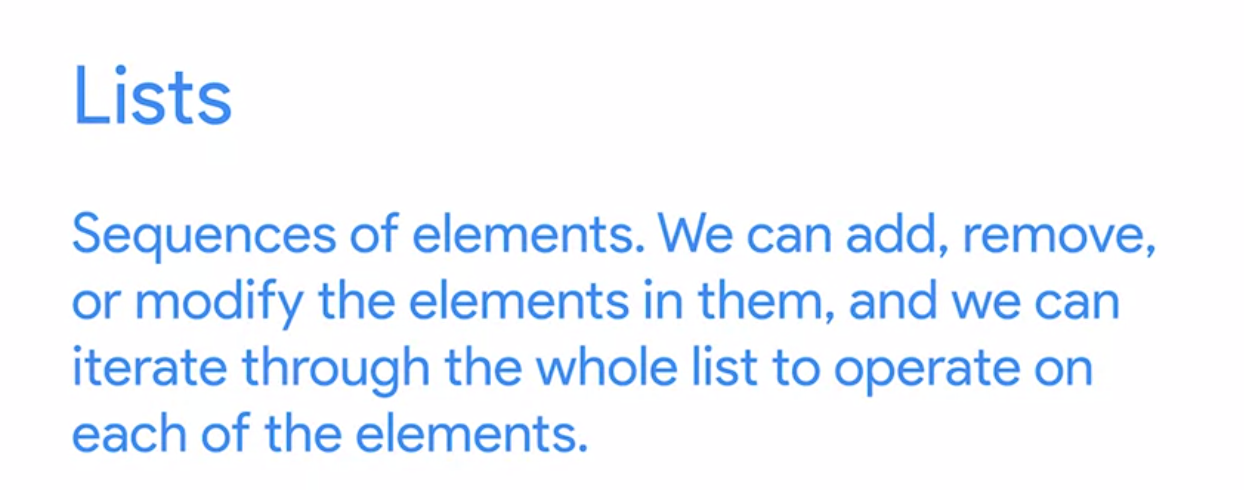 Lists
Sequences of elements. We can add, remove,
or modify the elements in them, and we can
iterate through the whole list to operate on
each of the elements.